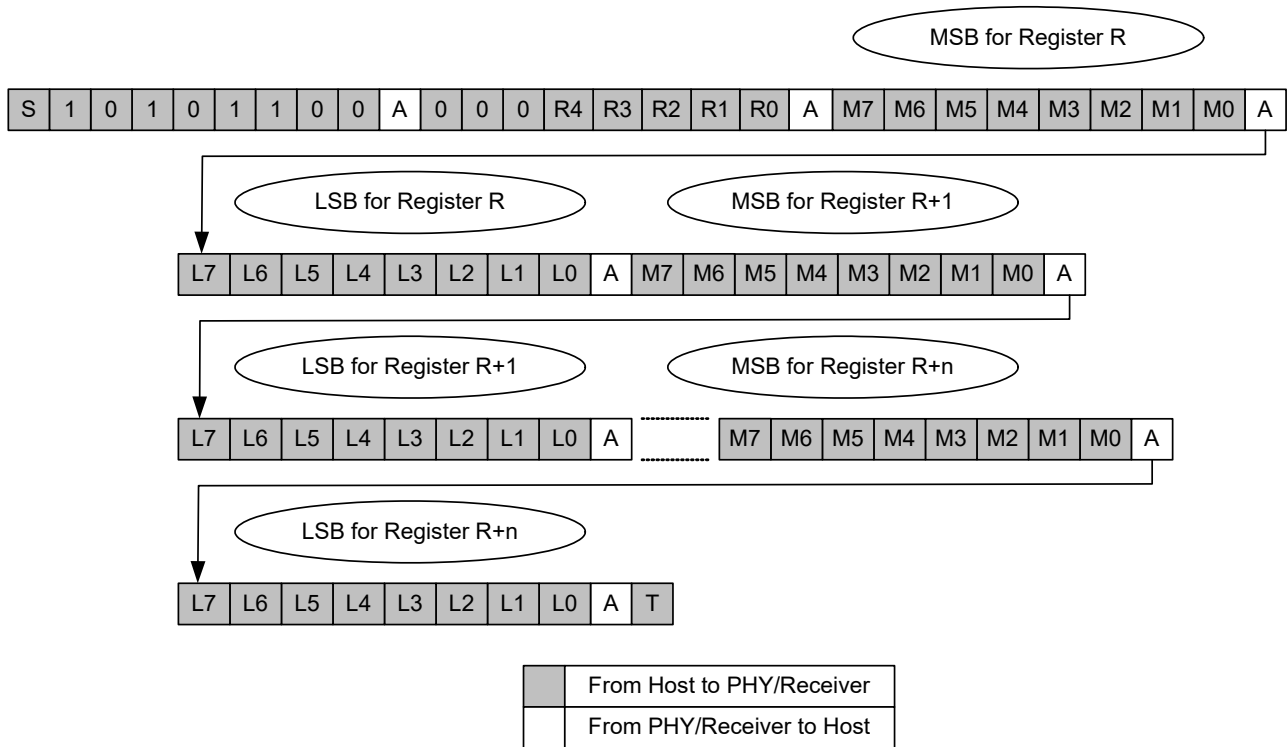 MSB for Register R
S 1 0 1 0 1 1 0 0 A 0 0 0 R4 R3 R2 R1 R0 A M7 M6 M5 M4 M3 M2 M1 M0 A
LSB for Register R MSB for Register R+1
L7 L6 L5 L4 L3 L2 L1 L0 A M7 M6 M5 M4 M3 M2 M1 M0 A
LSB for Register R+1 MSB for Register R+n
L7 L6 L5 L4 L3 L2 L1 L0 A M7 M6 M5 M4 M3 M2 M1 M0 A
LSB for Register R+n
L7 L6 L5 L4 L3 L2 L1 L0 A T
From Host to PHY/Receiver
From PHY/Receiver to Host